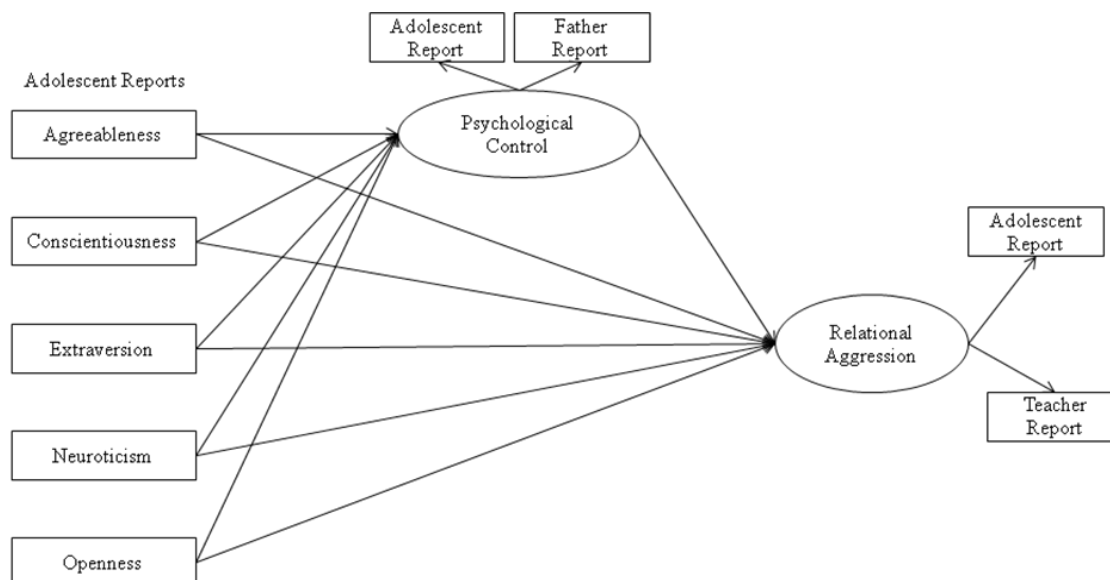 Adolescent
Report
Father
Report
Adolescent Reports
Agreeableness
Psychological
Control
Conscientiousness
Adolescent
Report
Extraversion
Relational
Aggression
Teacher
Report
Neuroticism
Openness